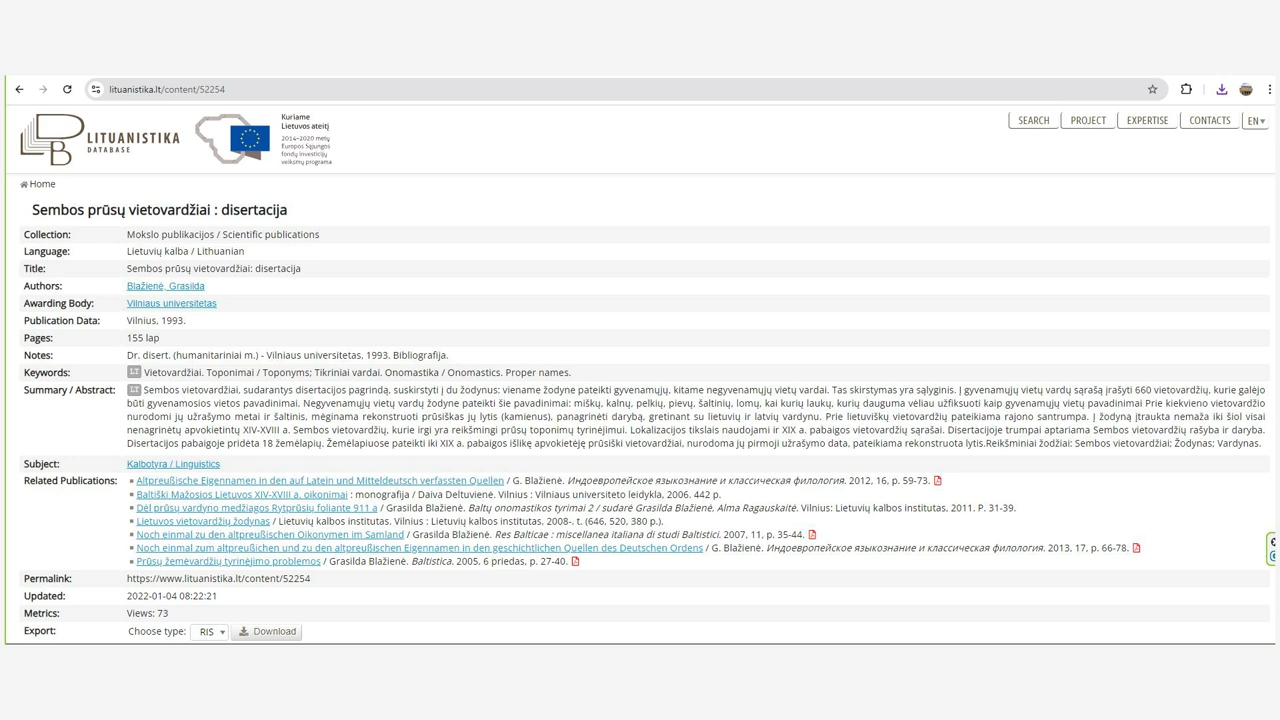 lituanistika.lt/content/52254
LITUANISTIKA
DATABASE
Kuriame
Lietuvos ateitį
2014–2020 metų
Europos Sąjungos
fondų investicijų
veiksmų programa
SEARCH PROJECT EXPERTISE CONTACTS EN
Home
Sembos prūsų vietovardžiai : disertacija
Collection: Mokslo publikacijos / Scientific publications
Language: Lietuvių kalba / Lithuanian
Title: Sembos prūsų vietovardžiai: disertacija
Authors: Blažienė, Grasilda
Awarding Body: Vilniaus universitetas
Publication Data: Vilnius, 1993.
Pages: 155 lap
Notes: Dr. disert. (humanitariniai m.) - Vilniaus universitetas, 1993. Bibliografija.
Keywords: LT Vietovardžiai. Toponimai / Toponyms; Tikriniai vardai. Onomastika / Onomastics. Proper names.
Summary / Abstract: LT Sembos vietovardžiai, sudarantys disertacijos pagrindą, suskirstyti į du žodynus: viename žodyne pateikti gyvenamųjų, kitame negyvenamųjų vietų vardai. Tas skirstymas yra sąlyginis. Į gyvenamųjų vietų vardų sąrašą įrašyti 660 vietovardžių, kurie galėjo
būti gyvenamosios vietos pavadinimai. Negyvenamųjų vietų vardų žodyne pateikti šie pavadinimai: miškų, kalnų, pelkių, pievų, šaltinių, lomų, kai kurių laukų, kurių dauguma vėliau užfiksuoti kaip gyvenamųjų vietų pavadinimai Prie kiekvieno vietovardžio
nurodomi jų užrašymo metai ir šaltinis, mėginama rekonstruoti prūsiškas jų lytis (kamienus), panagrinėti darybą, gretinant su lietuvių ir latvių vardynu. Prie lietuviškų vietovardžių pateikiama rajono santrumpa. Į žodyną įtraukta nemaža iki šiol visai
nenagrinėtų apvokietintų XIV-XVIII a. Sembos vietovardžių, kurie irgi yra reikšmingi prūsų toponimų tyrinėjimui. Lokalizacijos tikslais naudojami ir XIX a. pabaigos vietovardžių sąrašai. Disertacijoje trumpai aptariama Sembos vietovardžių rašyba ir daryba.
Disertacijos pabaigoje pridėta 18 žemėlapių. Žemėlapiuose pateikti iki XIX a. pabaigos išlikę apvokietėję prūsiški vietovardžiai, nurodoma jų pirmoji užrašymo data, pateikiama rekonstruota lytis.Reikšminiai žodžiai: Sembos vietovardžiai; Žodynas; Vardynas.
Subject: Kalbotyra / Linguistics
Related Publications: Altpreußische Eigennamen in den auf Latein und Mitteldeutsch verfassten Quellen / G. Blažienė. Индоевропейское языкознание и классическая филология. 2012, 16, p. 59-73.
Baltiški Mažosios Lietuvos XIV-XVIII a. oikonimai : monografija / Daiva Deltuvienė. Vilnius : Vilniaus universiteto leidykla, 2006. 442 p.
Dėl prūsų vardyno medžiagos Rytprūsių foliante 911 a / Grasilda Blažienė. Baltų onomastikos tyrimai 2 / sudarė Grasilda Blažienė, Alma Ragauskaitė. Vilnius: Lietuvių kalbos institutas, 2011. P. 31-39.
Lietuvos vietovardžių žodynas / Lietuvių kalbos institutas. Vilnius : Lietuvių kalbos institutas, 2008-. t. (646, 520, 380 p.).
Noch einmal zu den altpreußischen Oikonymen im Samland / Grasilda Blažienė. Res Balticae : miscellanea italiana di studi Baltistici. 2007, 11, p. 35-44.
Noch einmal zum altpreußichen und zu den altpreußischen Eigennamen in den geschichtlichen Quellen des Deutschen Ordens / G. Blažienė. Индоевропейское языкознание и классическая филология. 2013. 17, p. 66-78.
Prūsų žemėvardžių tyrinėjimo problemos / Grasilda Blažienė. Baltistica. 2005, 6 priedas, p. 27-40.
Permalink: https://www.lituanistika.lt/content/52254
Updated: 2022-01-04 08:22:21
Metrics: Views: 73
Export: Choose type: RIS Download